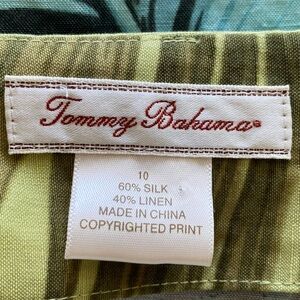 Tommy Bahama®
10
60% SILK
40% LINEN
MADE IN CHINA
COPYRIGHTED PRINT